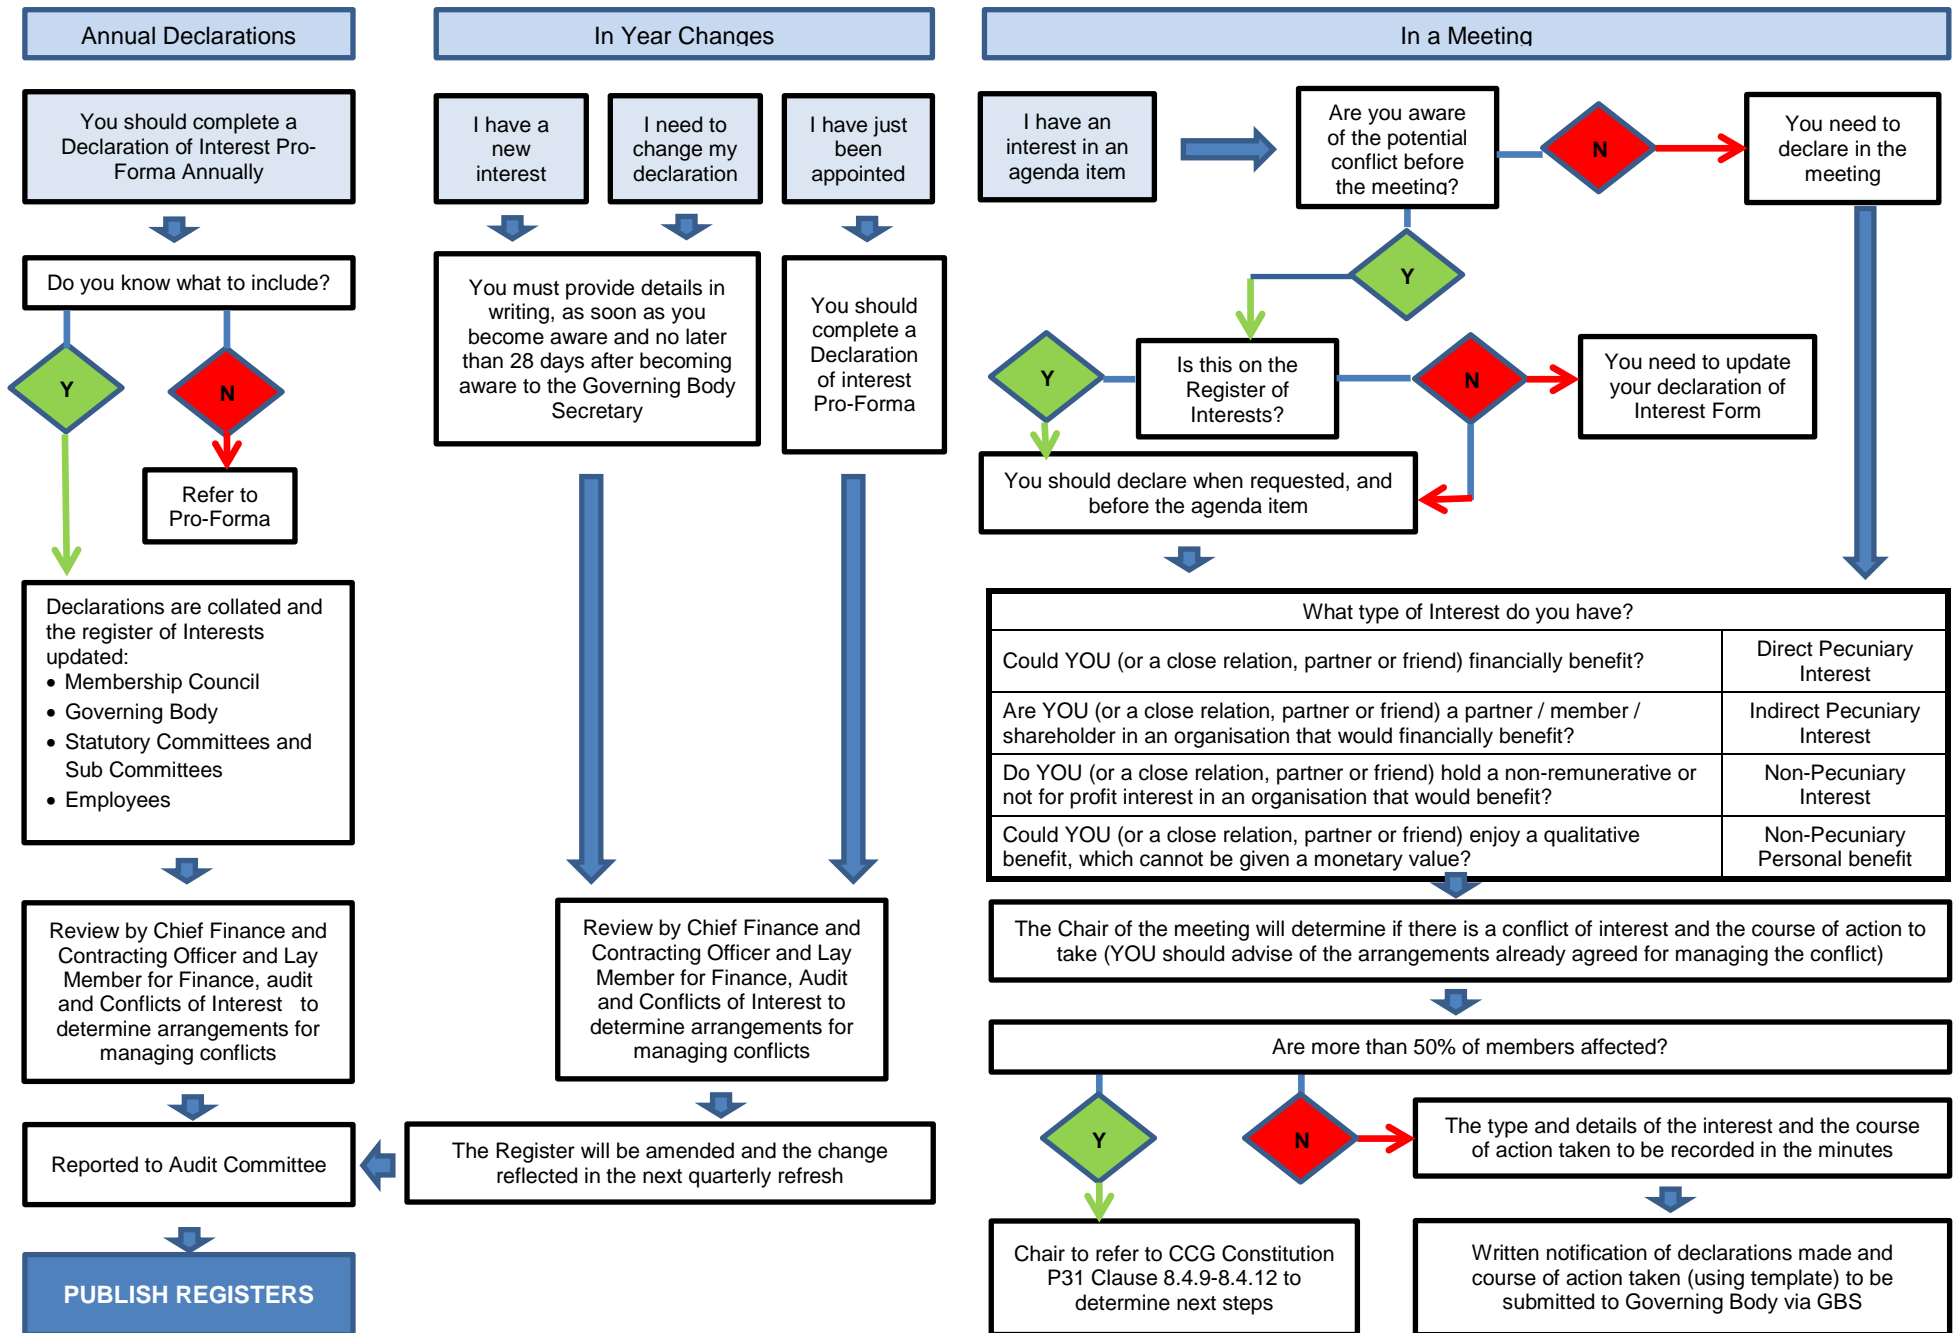 Annual Declarations
You should complete a
Declaration of Interest Pro-
Forma Annually
Do you know what to include?
Y
N
Refer to
Pro-Forma
Declarations are collated and
the register of Interests
updated:
• Membership Council
• Governing Body
• Statutory Committees and
Sub Committees
• Employees
Review by Chief Finance and
Contracting Officer and Lay
Member for Finance, audit
and Conflicts of Interest to
determine arrangements for
managing conflicts
Reported to Audit Committee
PUBLISH REGISTERS
In Year Changes
I have a
new
interest
I need to
change my
declaration
I have just
been
appointed
You must provide details in
writing, as soon as you
become aware and no later
than 28 days after becoming
aware to the Governing Body
Secretary
You should
complete a
Declaration
of interest
Pro-Forma
Review by Chief Finance and
Contracting Officer and Lay
Member for Finance, Audit
and Conflicts of Interest to
determine arrangements for
managing conflicts
The Register will be amended and the change
reflected in the next quarterly refresh
In a Meeting
I have an
interest in an
agenda item
Are you aware
of the potential
conflict before
the meeting?
N
You need to
declare in the
meeting
Y
Is this on the
Register of
Interests?
Y
N
You need to update
your declaration of
Interest Form
You should declare when requested, and
before the agenda item
What type of Interest do you have?
Could YOU (or a close relation, partner or friend) financially benefit?
Direct Pecuniary
Interest
Are YOU (or a close relation, partner or friend) a partner / member /
shareholder in an organisation that would financially benefit?
Indirect Pecuniary
Interest
Do YOU (or a close relation, partner or friend) hold a non-remunerative or
not for profit interest in an organisation that would benefit?
Non-Pecuniary
Interest
Could YOU (or a close relation, partner or friend) enjoy a qualitative
benefit, which cannot be given a monetary value?
Non-Pecuniary
Personal benefit
The Chair of the meeting will determine if there is a conflict of interest and the course of action to
take (YOU should advise of the arrangements already agreed for managing the conflict)
Are more than 50% of members affected?
Y
N
The type and details of the interest and the course
of action taken to be recorded in the minutes
Chair to refer to CCG Constitution
P31 Clause 8.4.9-8.4.12 to
determine next steps
Written notification of declarations made and
course of action taken (using template) to be
submitted to Governing Body via GBS